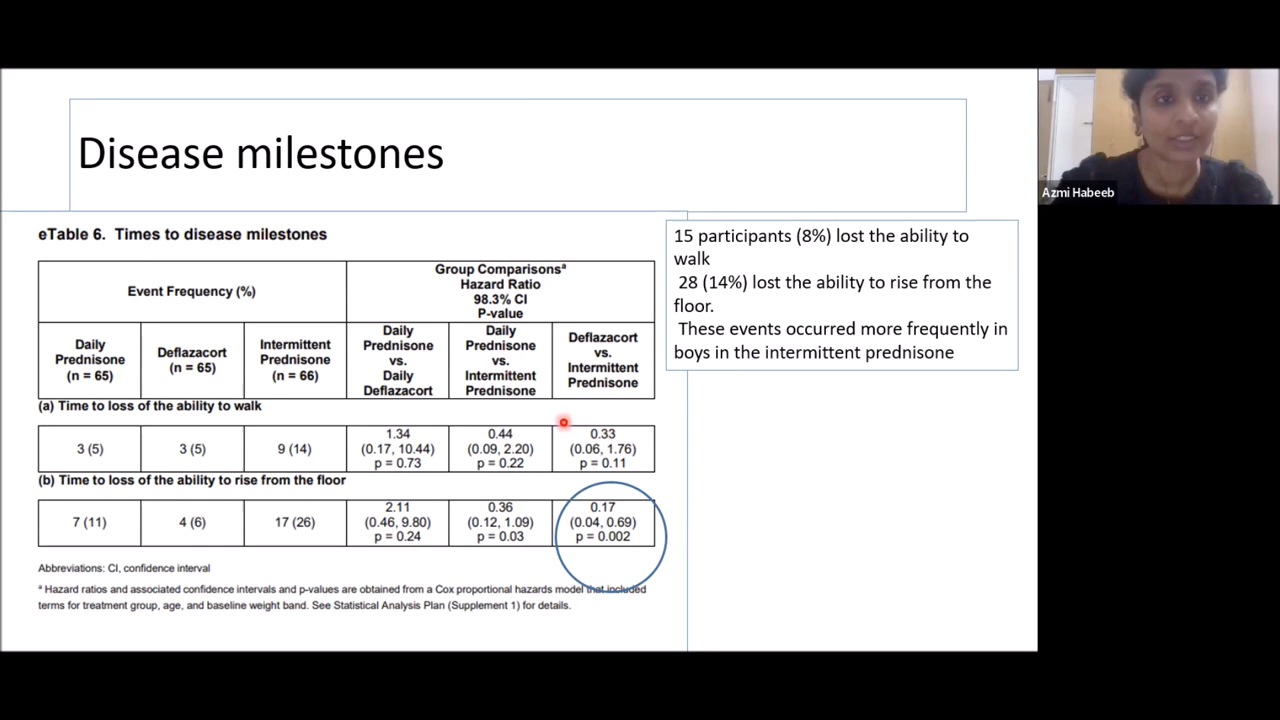 Disease milestones
eTable 6. Times to disease milestones
Event Frequency (%)
Group Comparisonsᵃ
Hazard Ratio
98.3% CI
P-value
Daily
Prednisone
(n = 65)
Deflazacort
(n = 65)
Intermittent
Prednisone
(n = 66)
Daily
Prednisone
vs.
Daily
Deflazacort
Daily
Prednisone
vs.
Intermittent
Prednisone
Deflazacort
vs.
Intermittent
Prednisone
(a) Time to loss of the ability to walk
3 (5)
3 (5)
9 (14)
1.34
(0.17, 10.44)
p = 0.73
0.44
(0.09, 2.20)
p = 0.22
0.33
(0.06, 1.76)
p = 0.11
(b) Time to loss of the ability to rise from the floor
7 (11)
4 (6)
17 (26)
2.11
(0.46, 9.80)
p = 0.24
0.36
(0.12, 1.09)
p = 0.03
0.17
(0.04, 0.69)
p = 0.002
Abbreviations: CI, confidence interval
ᵃ Hazard ratios and associated confidence intervals and p-values are obtained from a Cox proportional hazards model that included
terms for treatment group, age, and baseline weight band. See Statistical Analysis Plan (Supplement 1) for details.
15 participants (8%) lost the ability to
walk
28 (14%) lost the ability to rise from the
floor.
These events occurred more frequently in
boys in the intermittent prednisone
Azmi Habeeb